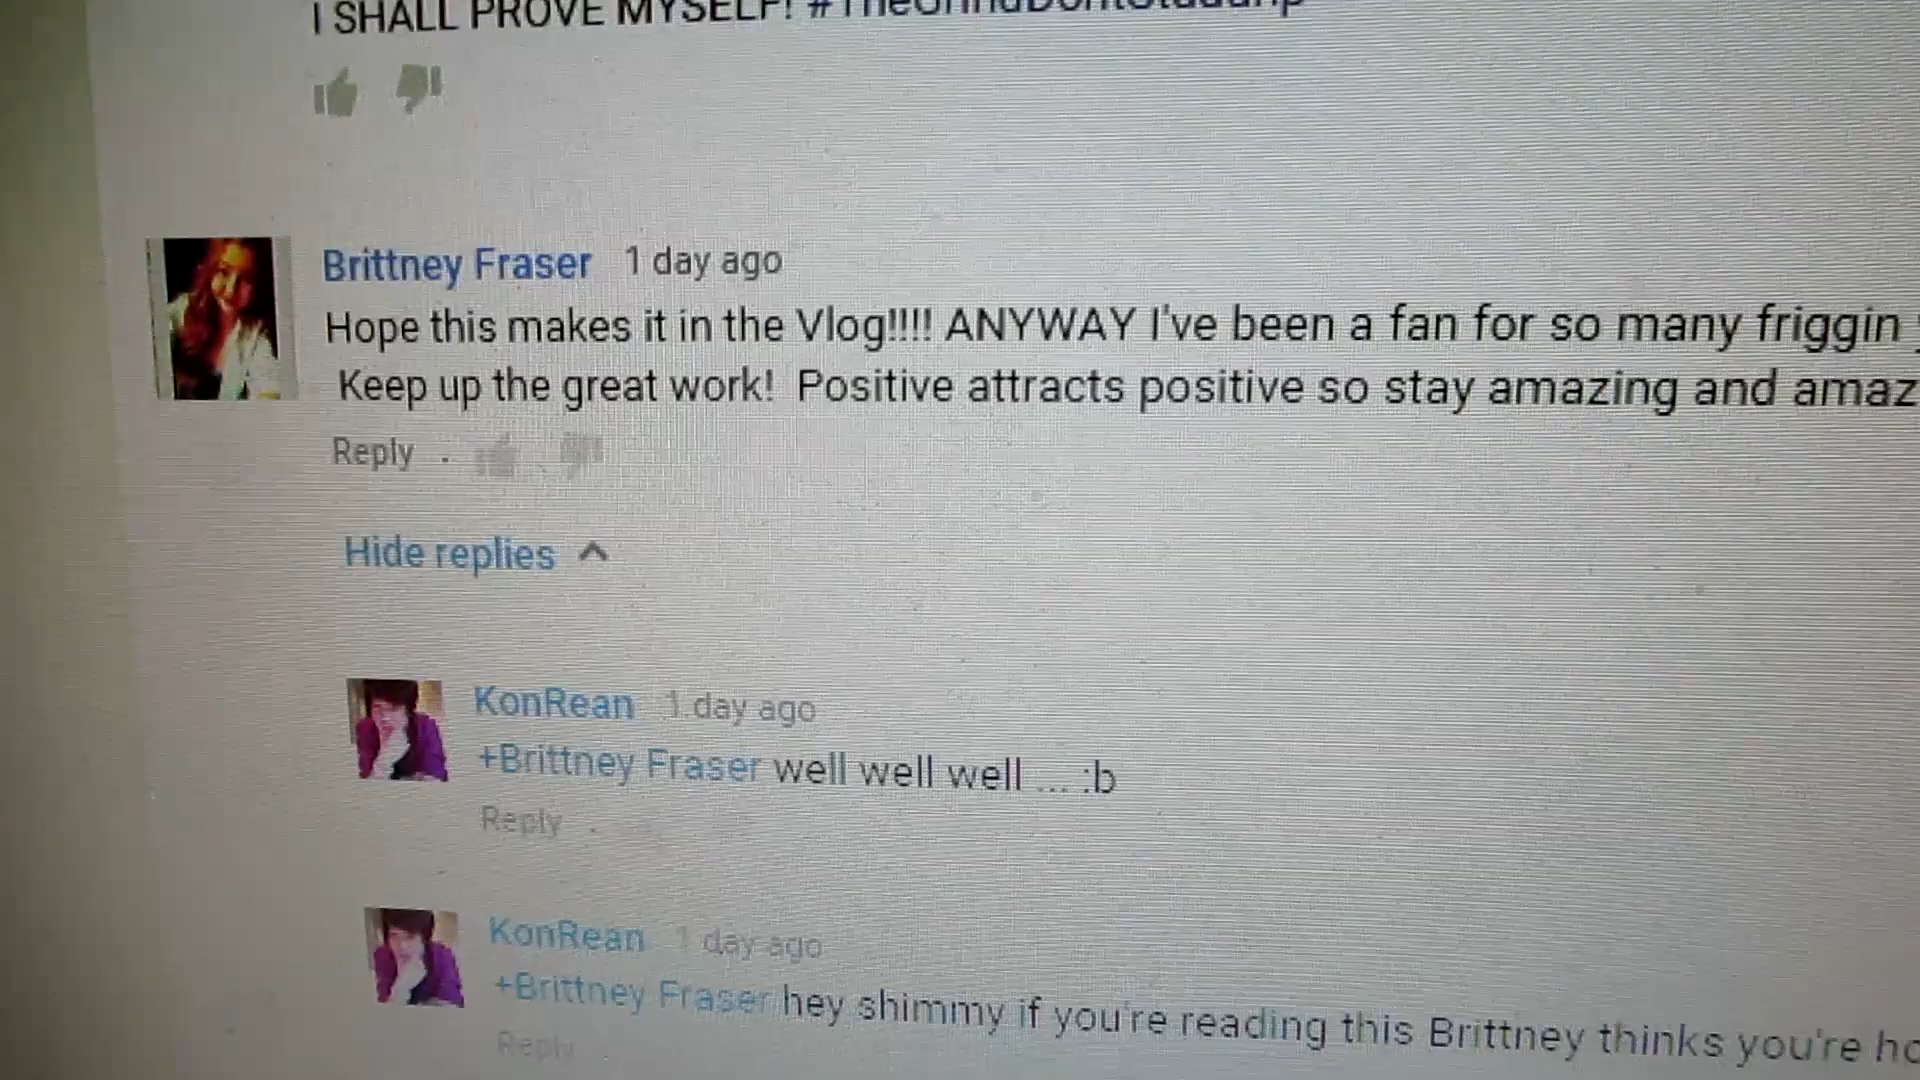 I SHALL PROVE MYSELF!
Brittney Fraser 1 day ago
Hope this makes it in the Vlog!!!! ANYWAY I've been a fan for so many friggin
Keep up the great work! Positive attracts positive so stay amazing and amaz
Reply .
Hide replies
KonRean 1 day ago
+Brittney Fraser well well well ... :b
Reply .
KonRean 1 day ago
+Brittney Fraser hey shimmy if you're reading this Brittney thinks you're ho
Reply